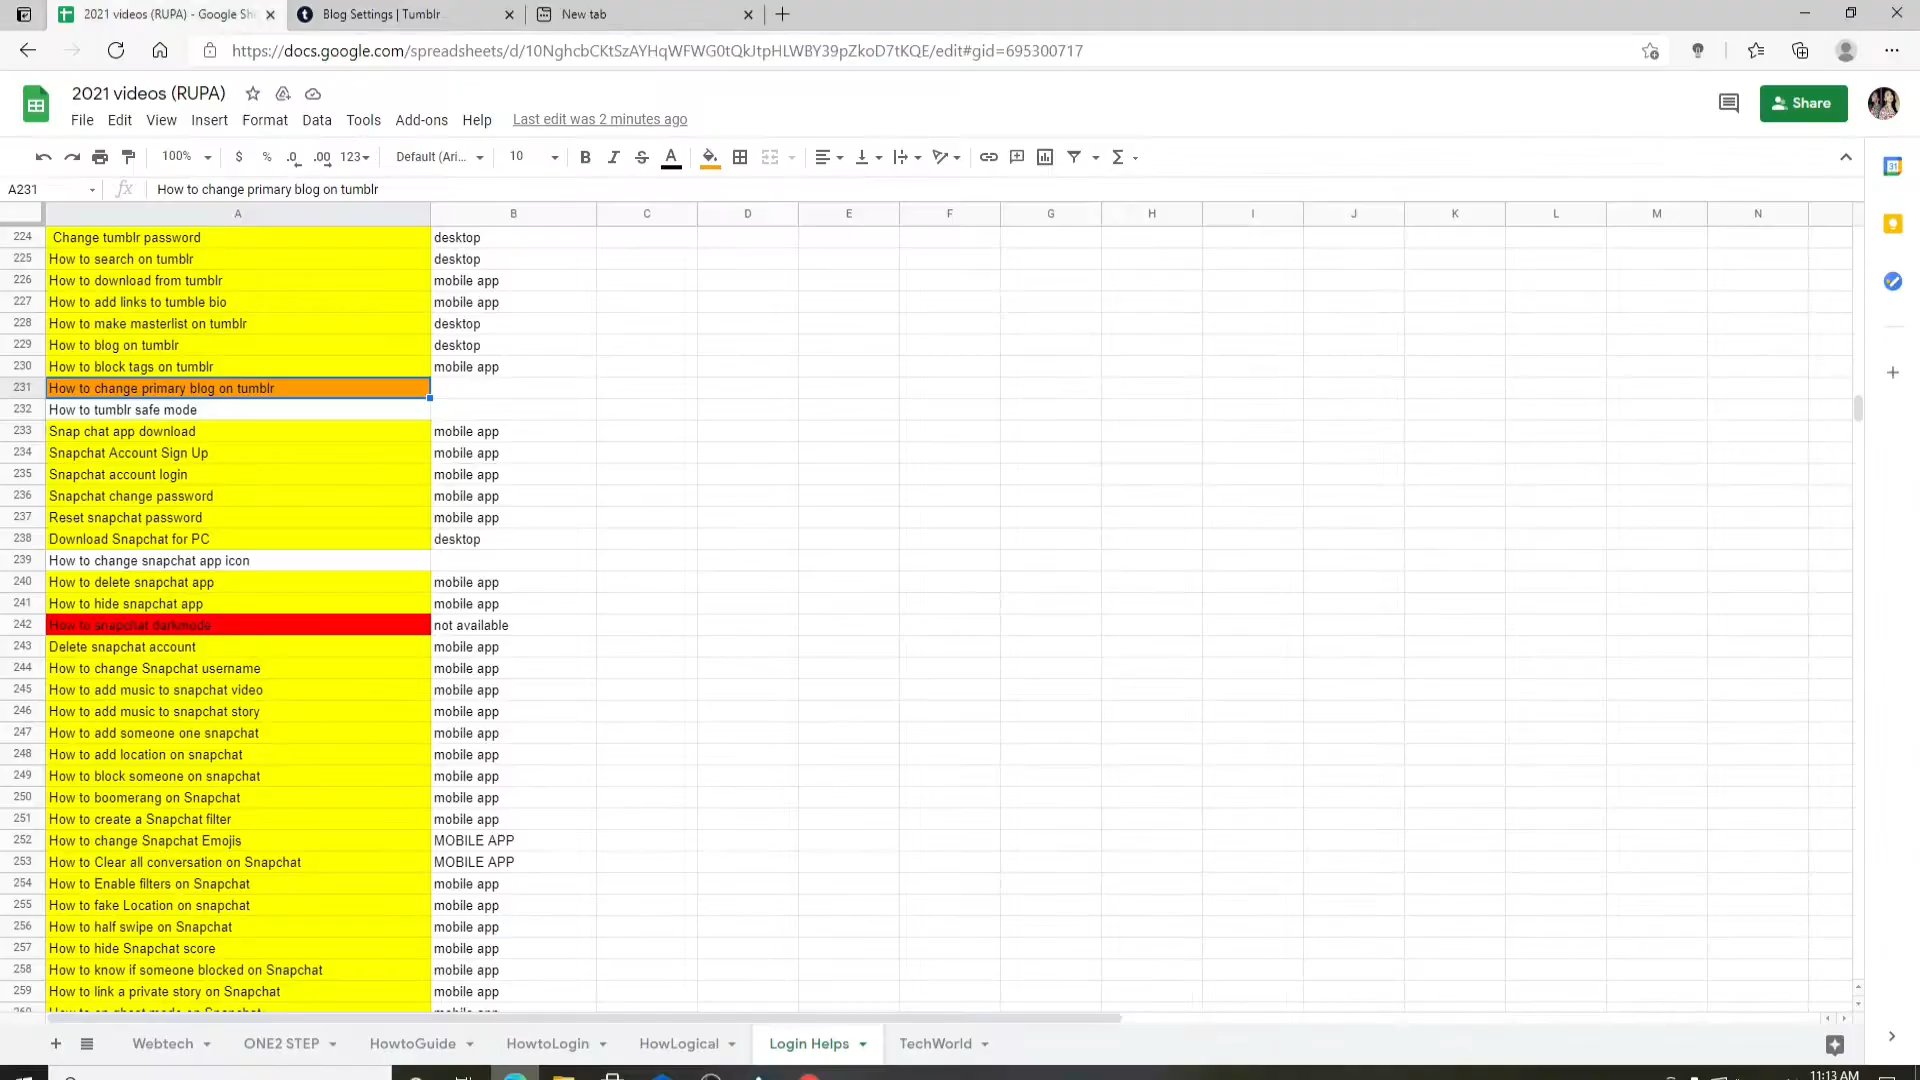 2021 videos (RUPA) - Google Sh
Blog Settings | Tumblr
New tab
https://docs.google.com/spreadsheets/d/10NghcbCKtSzAYHqWFWG0tQkJtpHLWBY39pZkoD7tKQE/edit#gid=695300717
2021 videos (RUPA)
Share
File Edit View Insert Format Data Tools Add-ons Help Last edit was 2 minutes ago
100% $ % .0 .00 123 Default (Ari... 10 B I S A
A231 fx How to change primary blog on tumblr
A B C D E F G H I J K L M N
224 Change tumblr password desktop
225 How to search on tumblr desktop
226 How to download from tumblr mobile app
227 How to add links to tumble bio mobile app
228 How to make masterlist on tumblr desktop
229 How to blog on tumblr desktop
230 How to block tags on tumblr mobile app
231 How to change primary blog on tumblr
232 How to tumblr safe mode
233 Snap chat app download mobile app
234 Snapchat Account Sign Up mobile app
235 Snapchat account login mobile app
236 Snapchat change password mobile app
237 Reset snapchat password mobile app
238 Download Snapchat for PC desktop
239 How to change snapchat app icon
240 How to delete snapchat app mobile app
241 How to hide snapchat app mobile app
242 How to snapchat darkmode not available
243 Delete snapchat account mobile app
244 How to change Snapchat username mobile app
245 How to add music to snapchat video mobile app
246 How to add music to snapchat story mobile app
247 How to add someone one snapchat mobile app
248 How to add location on snapchat mobile app
249 How to block someone on snapchat mobile app
250 How to boomerang on Snapchat mobile app
251 How to create a Snapchat filter mobile app
252 How to change Snapchat Emojis MOBILE APP
253 How to Clear all conversation on Snapchat MOBILE APP
254 How to Enable filters on Snapchat mobile app
255 How to fake Location on snapchat mobile app
256 How to half swipe on Snapchat mobile app
257 How to hide Snapchat score mobile app
258 How to know if someone blocked on Snapchat mobile app
259 How to link a private story on Snapchat mobile app
Webtech ONE2 STEP HowtoGuide HowtoLogin HowLogical Login Helps TechWorld
11:13 AM